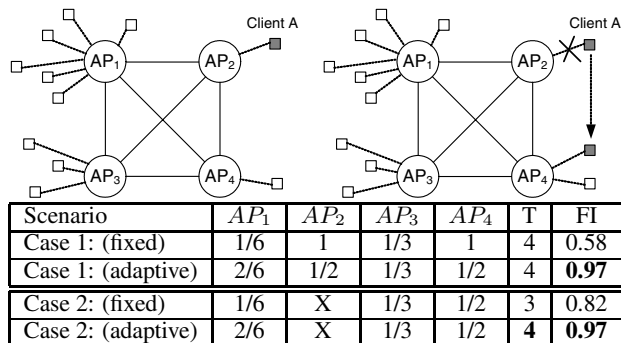 Client A
Client A
AP1
AP2
AP1
AP2
AP3
AP4
AP3
AP4
Scenario AP1 AP2 AP3 AP4 T FI
Case 1: (fixed) 1/6 1 1/3 1 4 0.58
Case 1: (adaptive) 2/6 1/2 1/3 1/2 4 0.97
Case 2: (fixed) 1/6 X 1/3 1/2 3 0.82
Case 2: (adaptive) 2/6 X 1/3 1/2 4 0.97